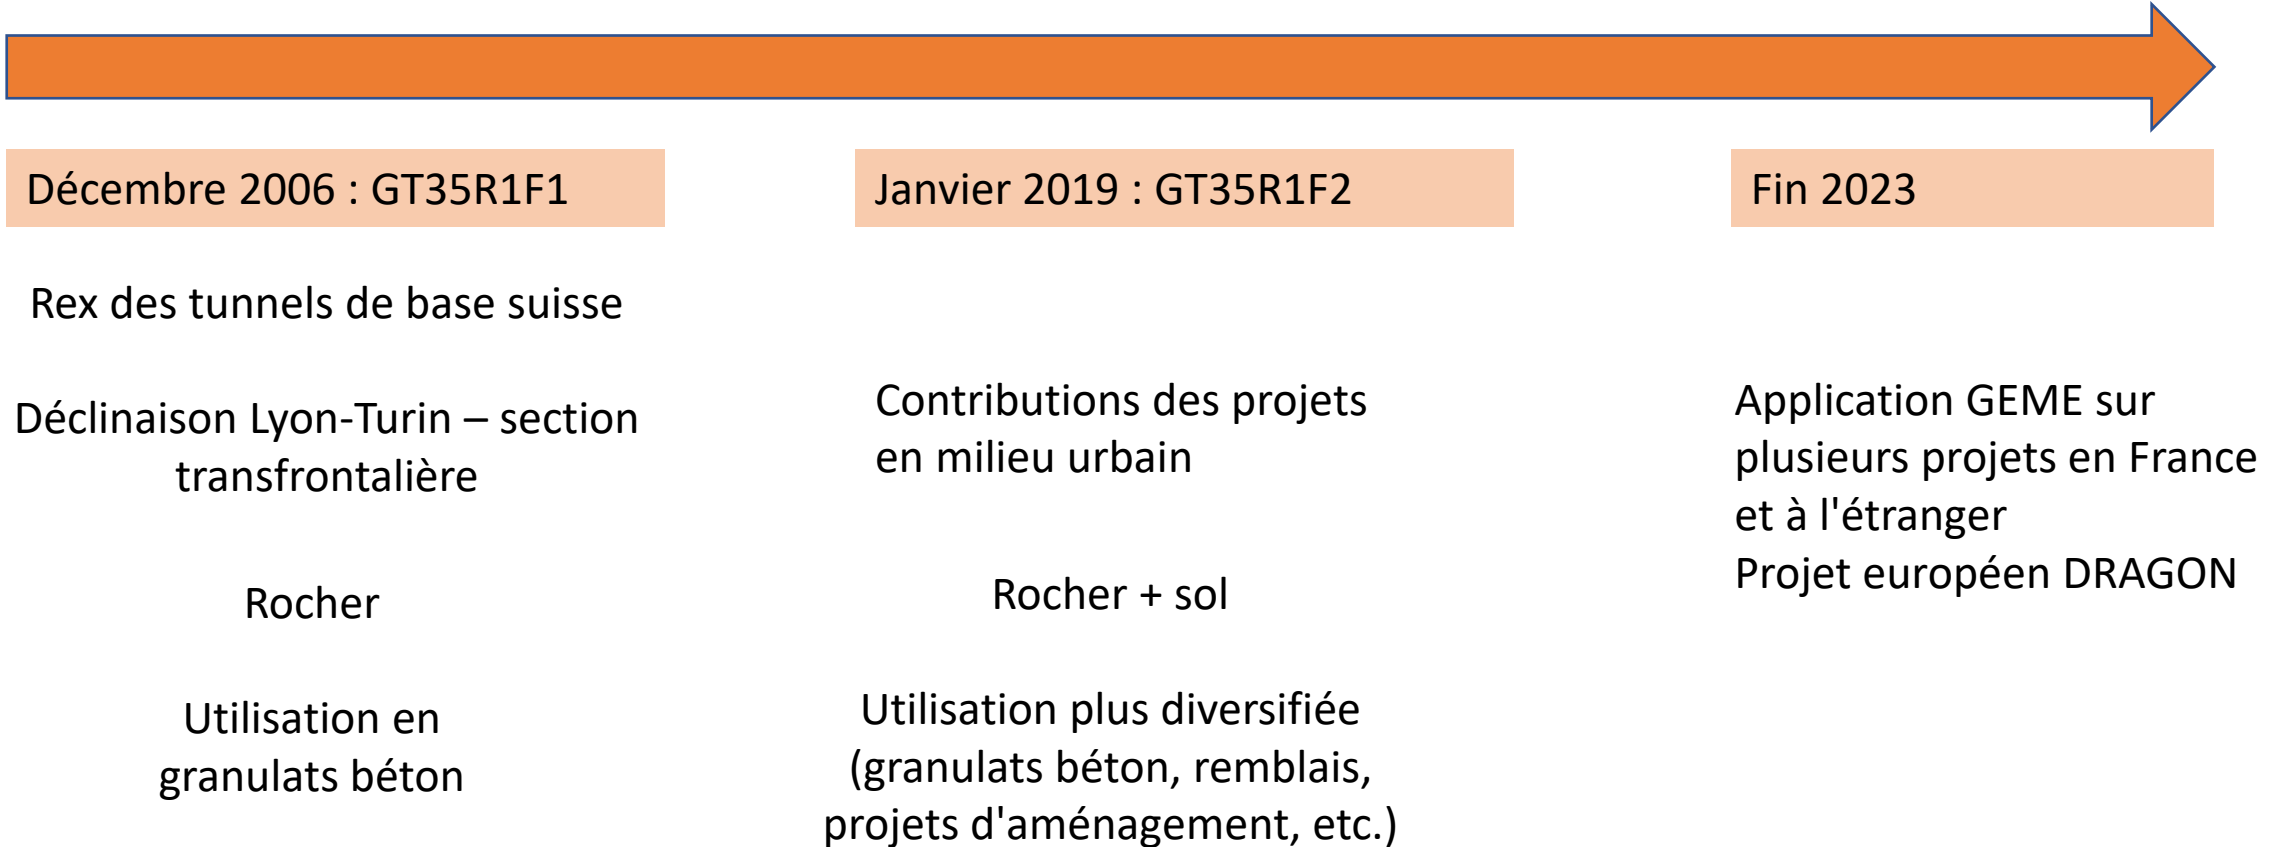 Décembre 2006 : GT35R1F1
Rex des tunnels de base suisse
Déclinaison Lyon-Turin – section
transfrontalière
Rocher
Utilisation en
granulats béton
Janvier 2019 : GT35R1F2
Contributions des projets
en milieu urbain
Rocher + sol
Utilisation plus diversifiée
(granulats béton, remblais,
projets d'aménagement, etc.)
Fin 2023
Application GEME sur
plusieurs projets en France
et à l'étranger
Projet européen DRAGON